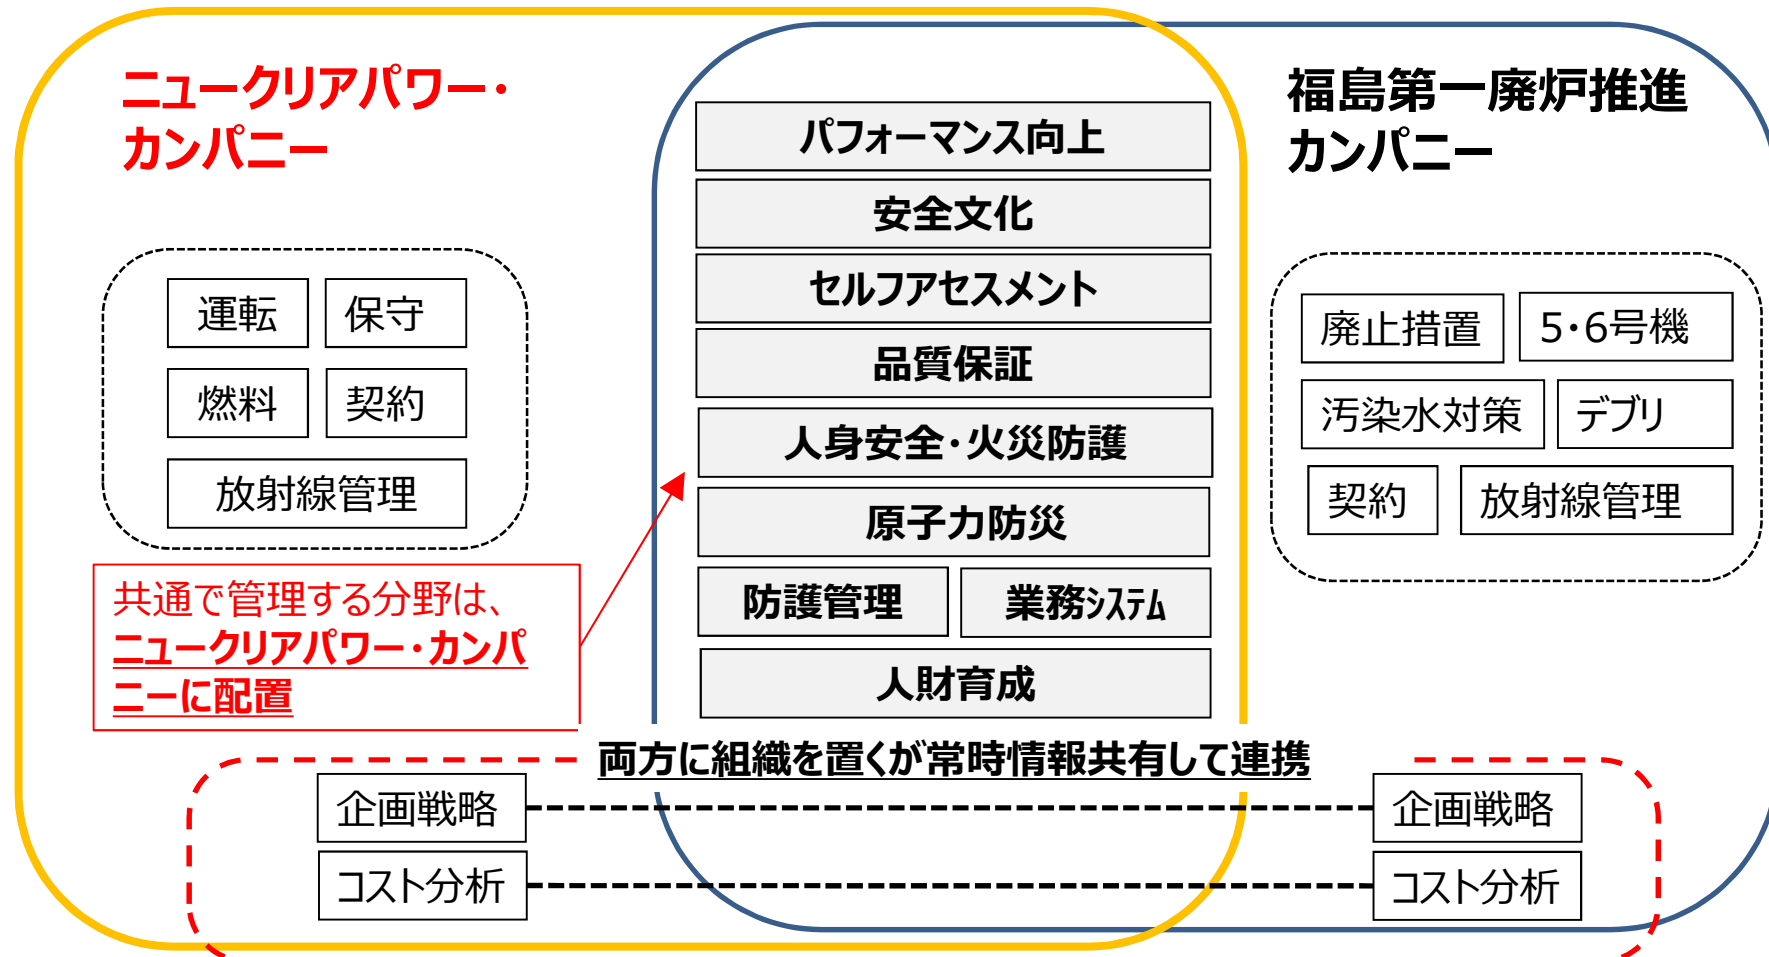 ニュークリアパワー・
カンパニー
福島第一廃炉推進
カンパニー
パフォーマンス向上
安全文化
セルフアセスメント
品質保証
人身安全・火災防護
原子力防災
防護管理
業務システム
人財育成
運転
保守
燃料
契約
放射線管理
廃止措置
5・6号機
汚染水対策
デブリ
契約
放射線管理
共通で管理する分野は、
ニュークリアパワー・カンパ
ニーに配置
両方に組織を置くが常時情報共有して連携
企画戦略
企画戦略
コスト分析
コスト分析